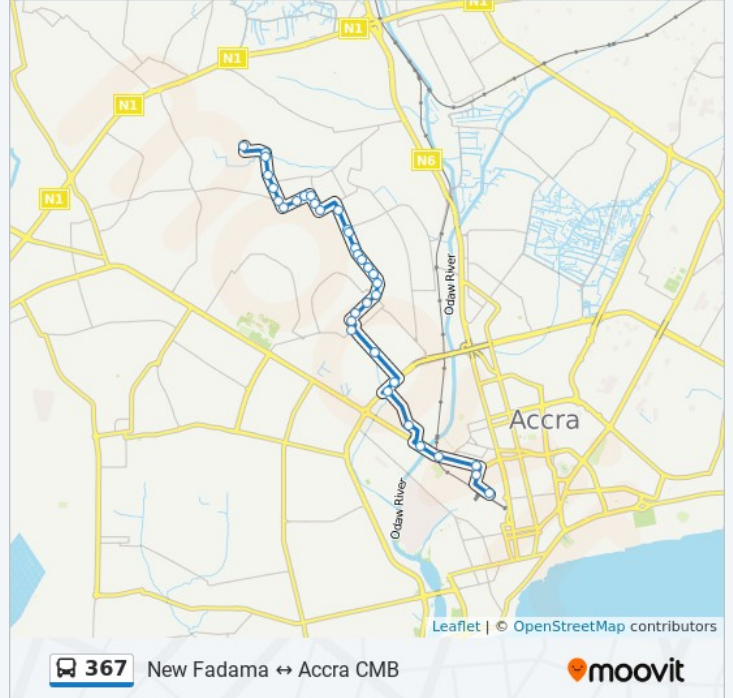 N1
N1
N1
N1
N1
N6
Odaw River
Accra
Odaw River
Leaflet | © OpenStreetMap contributors
367 New Fadama ↔ Accra CMB
moovit